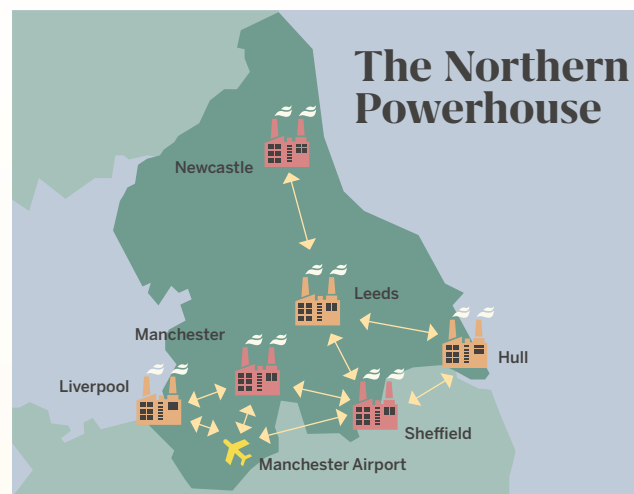 The Northern
Powerhouse
Newcastle
Leeds
Manchester
Hull
Liverpool
Sheffield
Manchester Airport